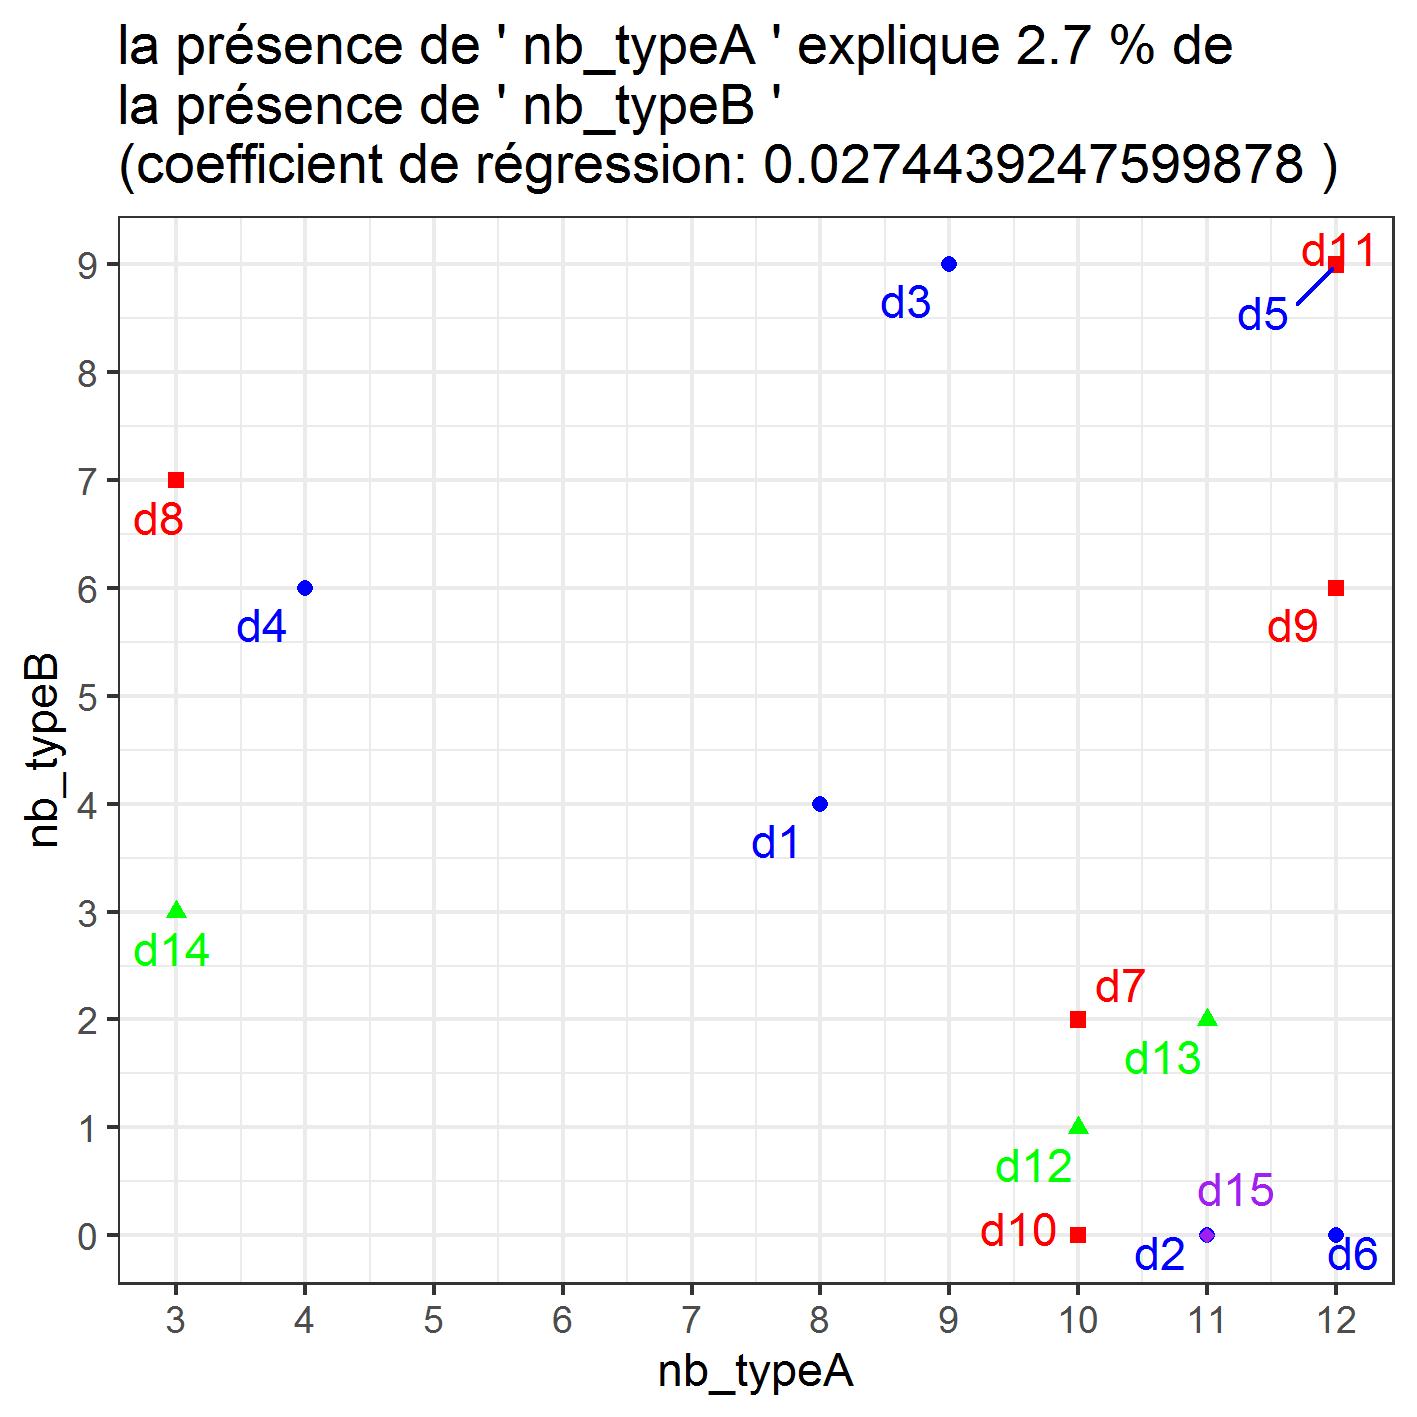 la présence de ' nb_typeA ' explique 2.7 % de
la présence de ' nb_typeB '
(coefficient de régression: 0.0274439247599878 )
9
8
7
6
5
4
3
2
1
0
nb_typeB
d11
d5
d3
d8
d4
d9
d1
d14
d7
d13
d12
d15
d10
d2
d6
3 4 5 6 7 8 9 10 11 12
nb_typeA